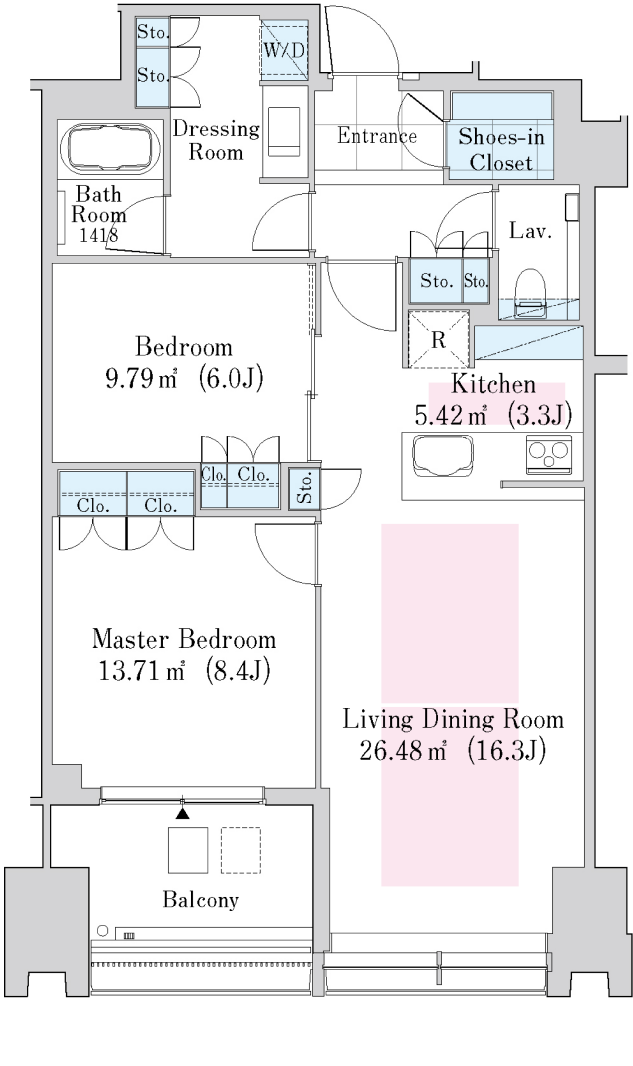 Sto.
Sto.
W/D
Dressing
Room
Entrance
Shoes-in
Closet
Bath
Room
1418
Lav.
Sto.
Sto.
R
Bedroom
9.79㎡ (6.0J)
Kitchen
5.42㎡ (3.3J)
Clo.
Clo.
Sto.
Clo.
Clo.
Master Bedroom
13.71㎡ (8.4J)
Living Dining Room
26.48㎡ (16.3J)
Balcony